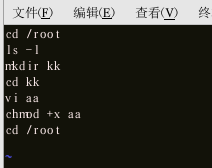 文件(F) 编辑(E) 查看(V) 终
cd /root
ls -l
mkdir kk
cd kk
vi aa
chmod +x aa
cd /root
~